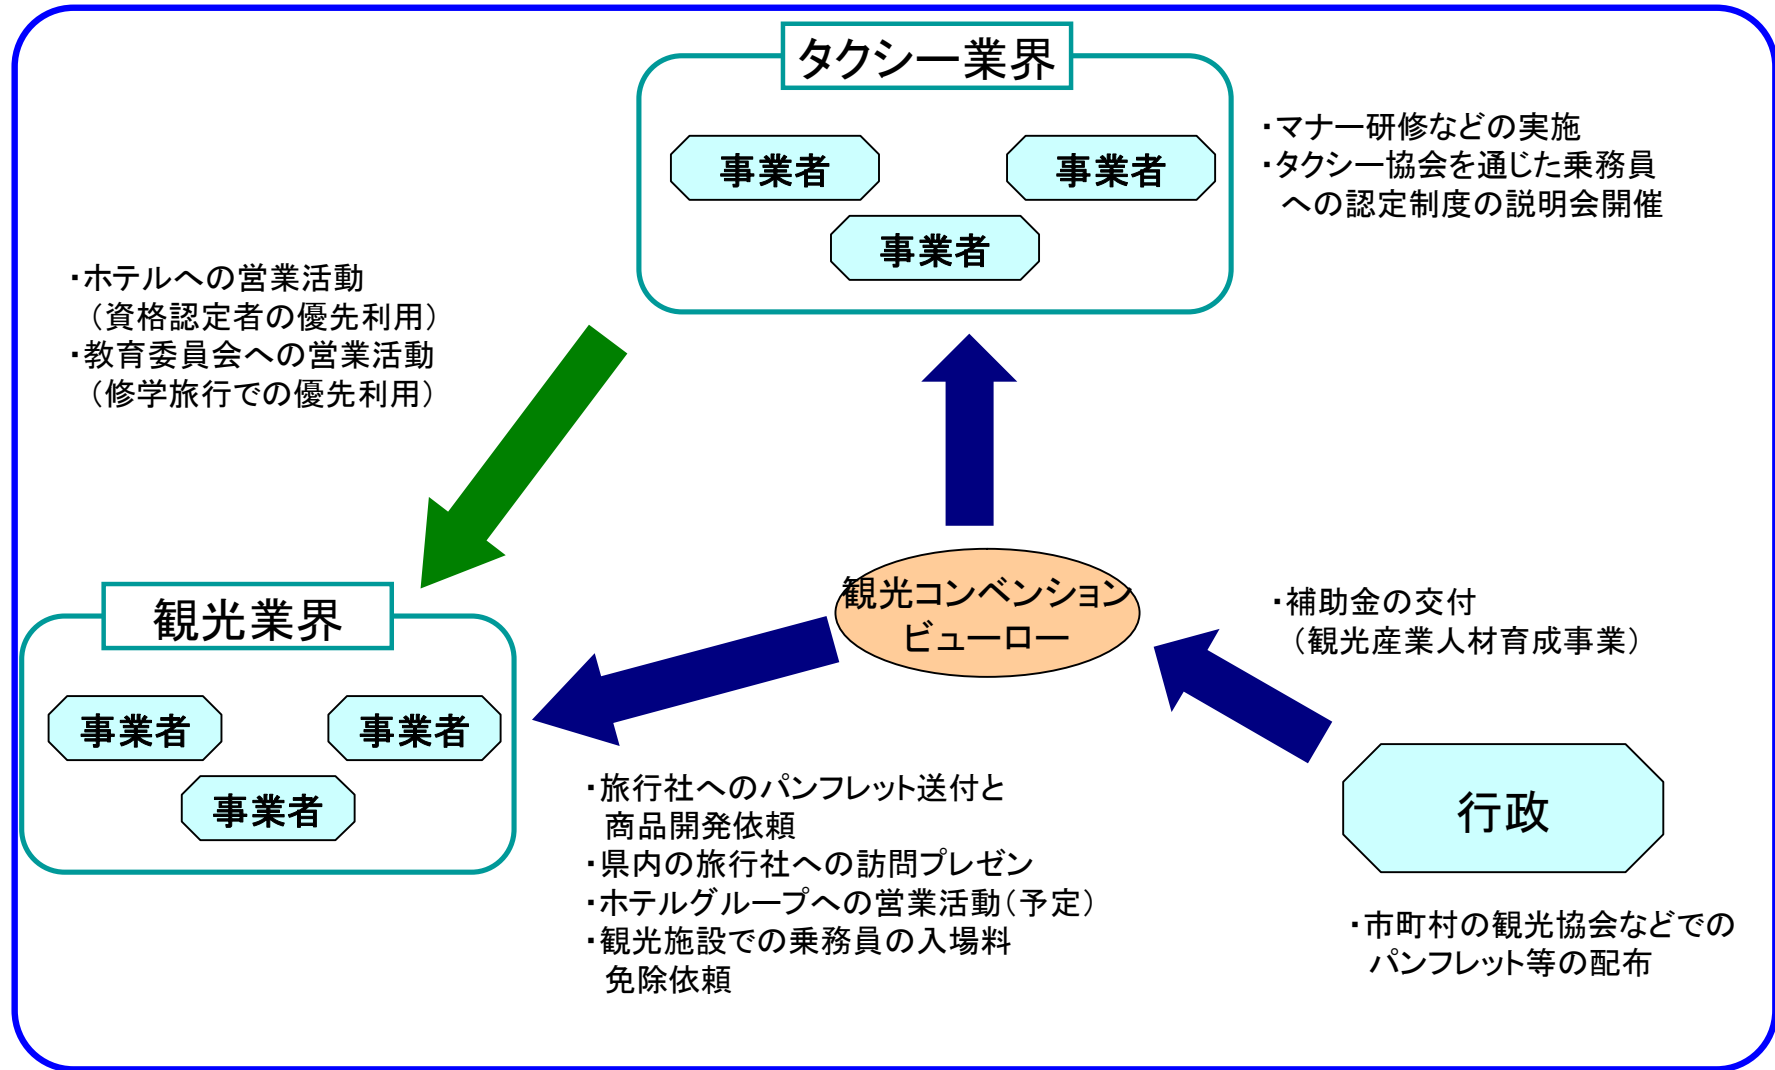 タクシー業界
事業者
事業者
事業者
・マナー研修などの実施
・タクシー協会を通じた乗務員
への認定制度の説明会開催
・ホテルへの営業活動
（資格認定者の優先利用）
・教育委員会への営業活動
（修学旅行での優先利用）
観光コンベンション
ビューロー
・補助金の交付
（観光産業人材育成事業）
観光業界
事業者
事業者
事業者
・旅行社へのパンフレット送付と
商品開発依頼
・県内の旅行社への訪問プレゼン
・ホテルグループへの営業活動（予定）
・観光施設での乗務員の入場料
免除依頼
行政
・市町村の観光協会などでの
パンフレット等の配布